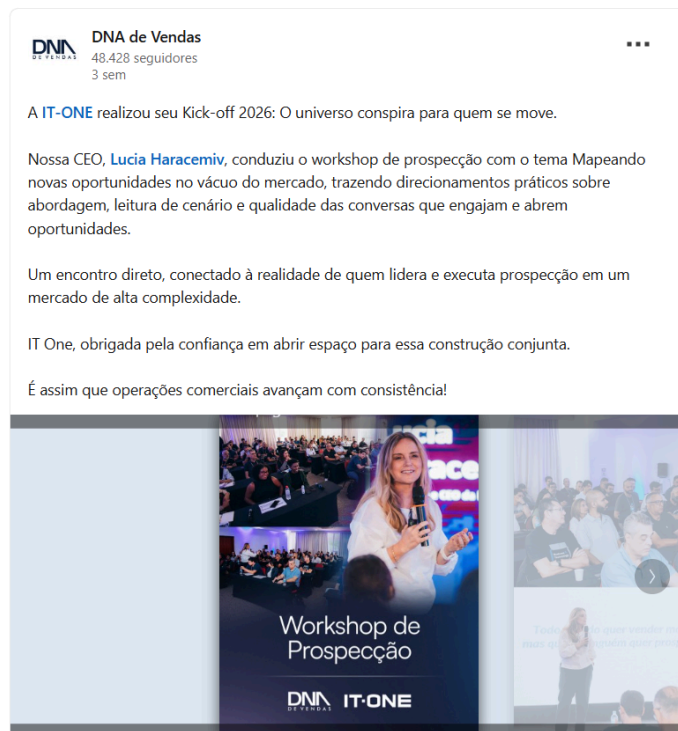 DNA de Vendas
48.428 seguidores
3 sem
A IT-ONE realizou seu Kick-off 2026: O universo conspira para quem se move.
Nossa CEO, Lucia Haracemiv, conduziu o workshop de prospecção com o tema Mapeando
novas oportunidades no vácuo do mercado, trazendo direcionamentos práticos sobre
abordagem, leitura de cenário e qualidade das conversas que engajam e abrem
oportunidades.
Um encontro direto, conectado à realidade de quem lidera e executa prospecção em um
mercado de alta complexidade.
IT One, obrigada pela confiança em abrir espaço para essa construção conjunta.
É assim que operações comerciais avançam com consistência!
Workshop de
Prospecção
DNA
DE VENDAS
IT·ONE